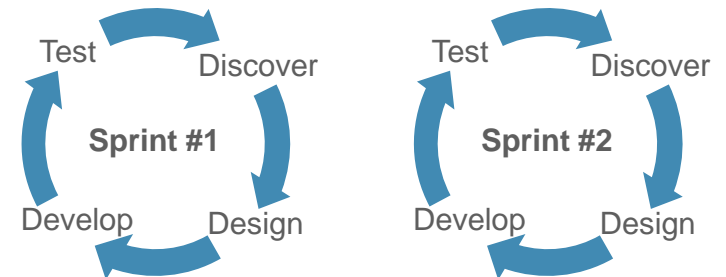 Test
Discover
Sprint #1
Develop
Design
Test
Discover
Sprint #2
Develop
Design